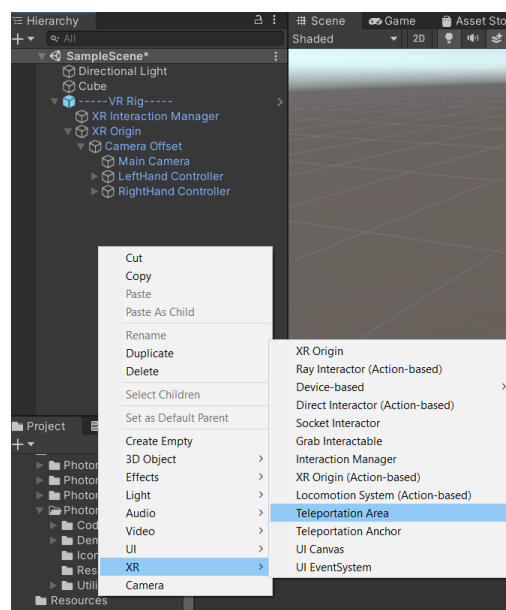 Hierarchy
All
SampleScene*
Directional Light
Cube
-----VR Rig-----
XR Interaction Manager
XR Origin
Camera Offset
Main Camera
LeftHand Controller
RightHand Controller
Scene
Game
Asset Sto
Shaded
2D
Cut
Copy
Paste
Paste As Child
Rename
Duplicate
Delete
Select Children
Set as Default Parent
Create Empty
3D Object
Effects
Light
Audio
Video
UI
XR
Camera
XR Origin
Ray Interactor (Action-based)
Device-based
Direct Interactor (Action-based)
Socket Interactor
Grab Interactable
Interaction Manager
XR Origin (Action-based)
Locomotion System (Action-based)
Teleportation Area
Teleportation Anchor
UI Canvas
UI EventSystem
Project
Photor
Photor
Photor
Photor
Cod
Dem
Icon
Res
Utili
Resources